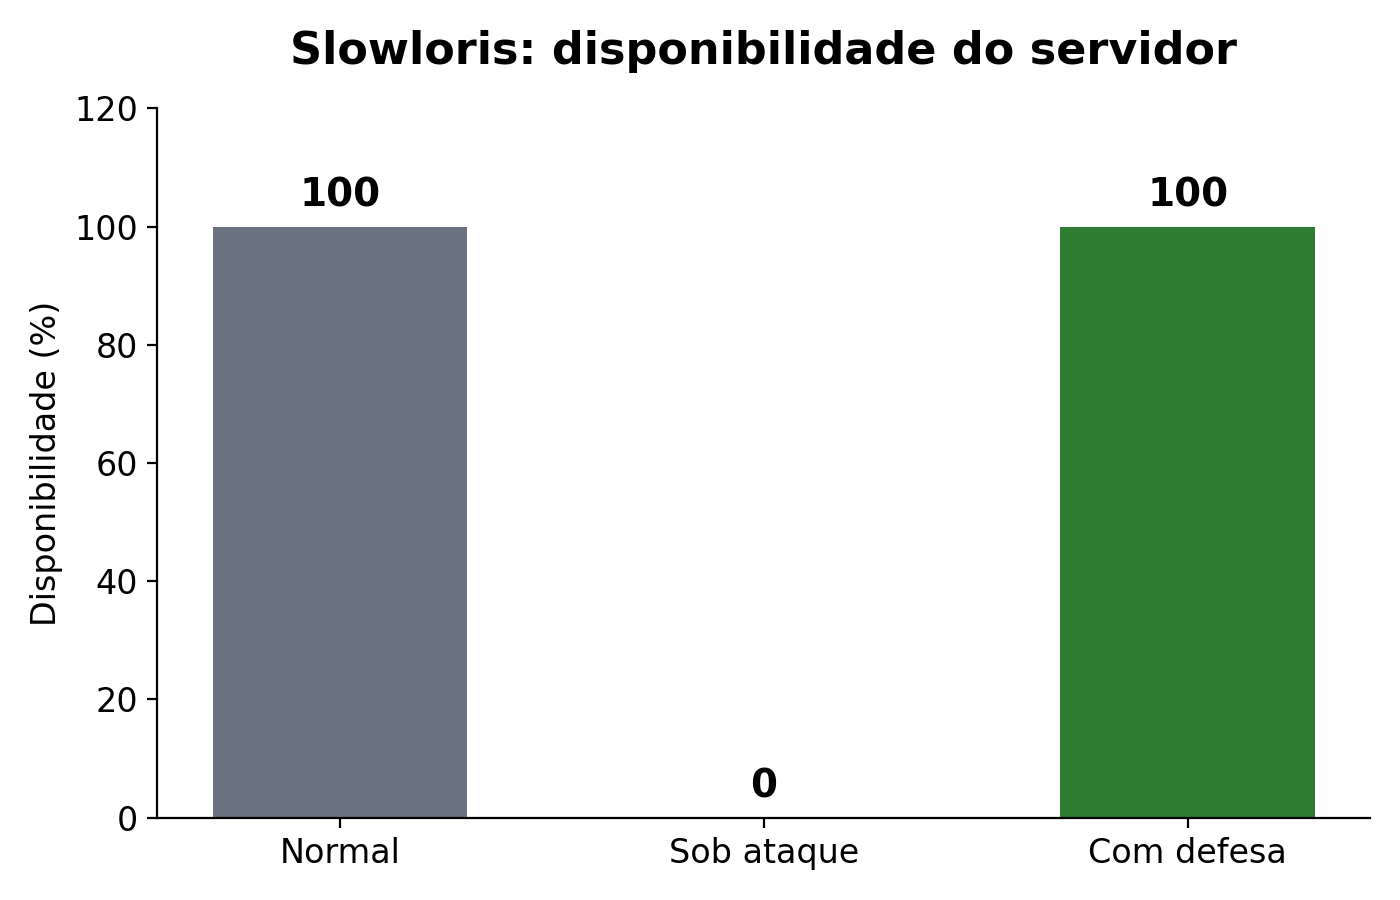 Slowloris: disponibilidade do servidor
120
100
80
60
40
20
0
Disponibilidade (%)
100
0
100
Normal
Sob ataque
Com defesa